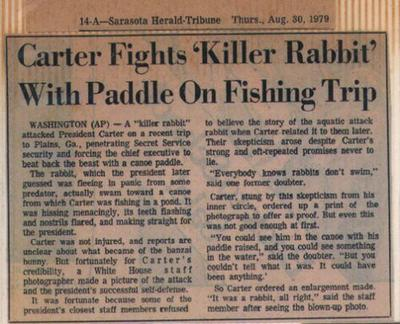 14-A—Sarasota Herald-Tribune Thurs., Aug. 30, 1979
Carter Fights 'Killer Rabbit'
With Paddle On Fishing Trip
WASHINGTON (AP) — A "killer rabbit"
attacked President Carter on a recent trip
to Plains, Ga., penetrating Secret Service
security and forcing the chief executive to
beat back the beast with a canoe paddle.
The rabbit, which the president later
guessed was fleeing in panic from some
predator, actually swam toward a canoe
from which Carter was fishing in a pond. It
was hissing menacingly, its teeth flashing
and nostrils flared, and making straight for
the president.
Carter was not injured, and reports are
unclear about what became of the banzai
bunny. But fortunately for Carter's
credibility, a White House staff
photographer made a picture of the attack
and the president's successful self-defense.
It was fortunate because some of the
president's closest staff members refused
to believe the story of the aquatic attack
rabbit when Carter related it to them later.
Their skepticism arose despite Carter's
strong and oft-repeated promises never to
lie.
"Everybody knows rabbits don't swim,"
said one former doubter.
Carter, stung by this skepticism from his
inner circle, ordered up a print of the
photograph to offer as proof. But even this
was not good enough at first.
"You could see him in the canoe with his
paddle raised, and you could see something
in the water," said the doubter. "But you
couldn't tell what it was. It could have
been anything."
So Carter ordered an enlargement made.
"It was a rabbit, all right," said the staff
member after seeing the blown-up photo.